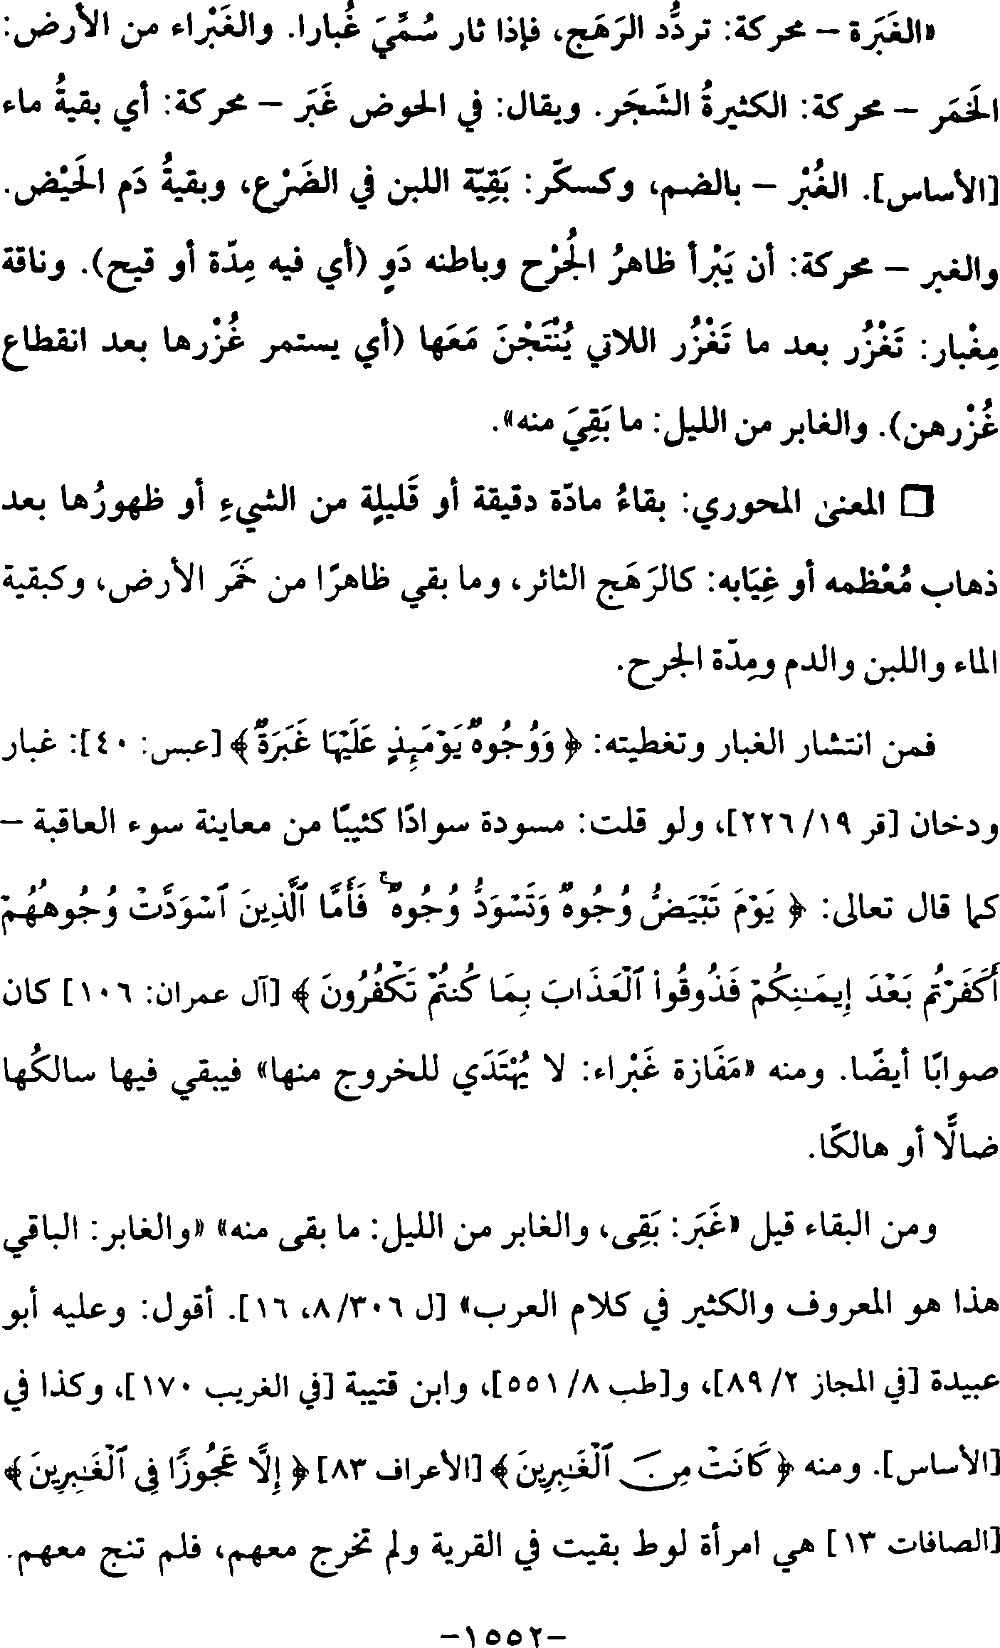 «الغَبَرَة – محركة: تردُّد الرَهَج، فإذا ثار سُمِّيَ غُبارا. والغَبْراء من الأرض:
الخَمَر – محركة: الكثيرةُ الشَجَر. ويقال: في الحوض غَبَر – محركة: أي بقيةُ ماء
[الأساس]. الغُبْر – بالضم، وكسكّر: بَقِيّة اللبن في الضَرْع، وبقيةُ دَم الحَيْض.
والغبر – محركة: أن يَبْرأ ظاهرُ الجُرْح وباطنه دَوٍ (أي فيه مِدّة أو قيح). وناقة
مِغْبار: تَغْزُر بعد ما تَغْزُر اللاتي يُنْتَجْنَ مَعَها (أي يستمر غُزْرها بعد انقطاع
غُزْرهن). والغابر من الليل: ما بَقِيَ منه».
❒ المعنىٰ المحوري: بقاءُ مادّة دقيقة أو قَليلٍة من الشيءِ أو ظهورُها بعد
ذهاب مُعْظمه أو غِيَابه: كالرَهَج الثائر، وما بقي ظاهرًا من خَمَر الأرض، وكبقية
الماء واللبن والدم ومِدّة الجرح.
فمن انتشار الغبار وتغطيته: ﴿ وَوُجُوهٌ يَوْمَئِذٍ عَلَيْهَا غَبَرَةٌ ﴾ [عبس: ٤٠]: غبار
ودخان [قر ١٩/ ٢٢٦]، ولو قلت: مسودة سوادًا كئيبًا من معاينة سوء العاقبة –
كما قال تعالى: ﴿ يَوْمَ تَبْيَضُّ وُجُوهٌ وَتَسْوَدُّ وُجُوهٌ ۚ فَأَمَّا ٱلَّذِينَ ٱسْوَدَّتْ وُجُوهُهُمْ
أَكَفَرْتُم بَعْدَ إِيمَـٰنِكُمْ فَذُوقُوا۟ ٱلْعَذَابَ بِمَا كُنتُمْ تَكْفُرُونَ ﴾ [آل عمران: ١٠٦] كان
صوابًا أيضًا. ومنه «مَفَازة غَبْراء: لا يُهْتَدَي للخروج منها» فيبقي فيها سالكُها
ضالًّا أو هالكًا.
ومن البقاء قيل «غَبَر: بَقِى، والغابر من الليل: ما بقى منه» «والغابر: الباقي
هذا هو المعروف والكثير في كلام العرب» [ل ٨/٣٠٦، ١٦]. أقول: وعليه أبو
عبيدة [في المجاز ٢/ ٨٩]، و[طب ٨/ ٥٥١]، وابن قتيبة [في الغريب ١٧٠]، وكذا في
[الأساس]. ومنه ﴿ كَانَتْ مِنَ ٱلْغَـٰبِرِينَ ﴾ [الأعراف ٨٣] ﴿ إِلَّا عَجُوزًا فِى ٱلْغَـٰبِرِينَ ﴾
[الصافات ١٣] هي امرأة لوط بقيت في القرية ولم تخرج معهم، فلم تنج معهم.
-١٥٥٢-